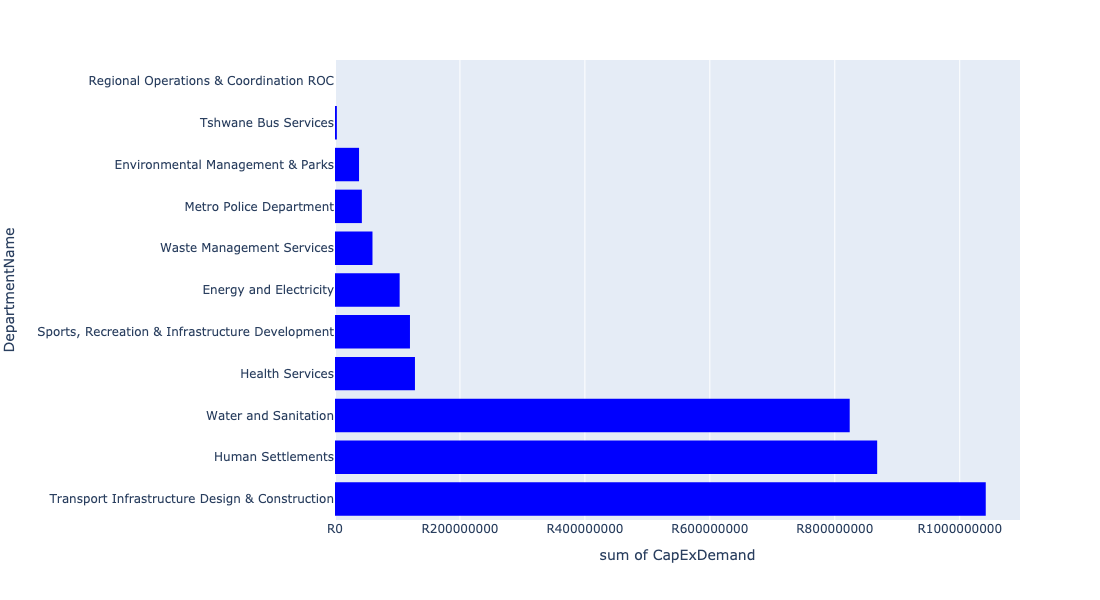 DepartmentName
Regional Operations & Coordination ROC
Tshwane Bus Services
Environmental Management & Parks
Metro Police Department
Waste Management Services
Energy and Electricity
Sports, Recreation & Infrastructure Development
Health Services
Water and Sanitation
Human Settlements
Transport Infrastructure Design & Construction
R0 R200000000 R400000000 R600000000 R800000000 R1000000000
sum of CapExDemand